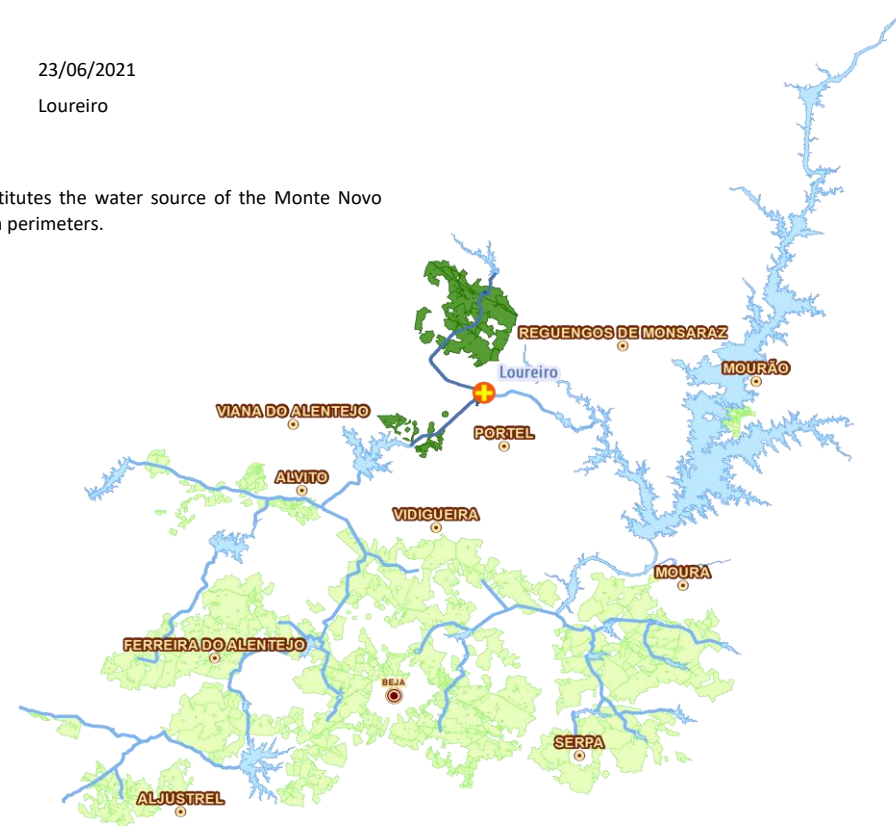 23/06/2021
Loureiro
titutes the water source of the Monte Novo
perimeters.
REGUENGOS DE MONSARAZ
Loureiro
MOURÃO
VIANA DO ALENTEJO
PORTEL
ALVITO
VIDIGUEIRA
MOURA
FERREIRA DO ALENTEJO
BEJA
SERPA
ALJUSTREL